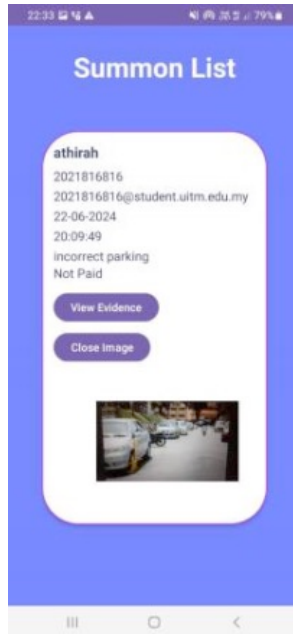 22:33 79%
Summon List
athirah
2021816816
2021816816@student.uitm.edu.my
22-06-2024
20:09:49
incorrect parking
Not Paid
View Evidence
Close Image